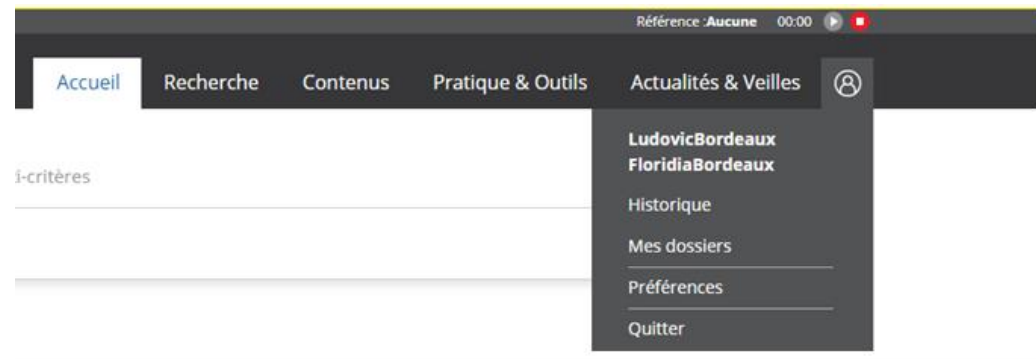 Référence :Aucune 00:00
Accueil Recherche Contenus Pratique & Outils Actualités & Veilles
LudovicBordeaux
FloridiaBordeaux
i-critères
Historique
Mes dossiers
Préférences
Quitter